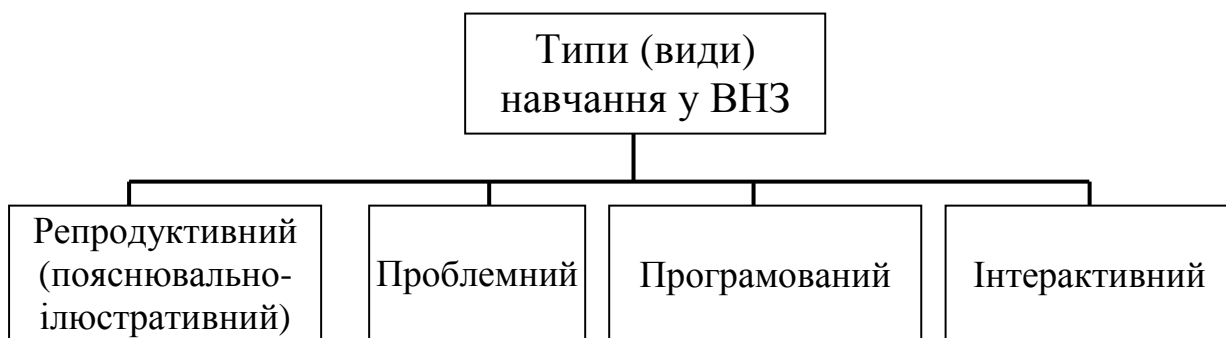 Типи (види)
навчання у ВНЗ
Репродуктивний
(пояснювально-
ілюстративний)
Проблемний
Програмований
Інтерактивний